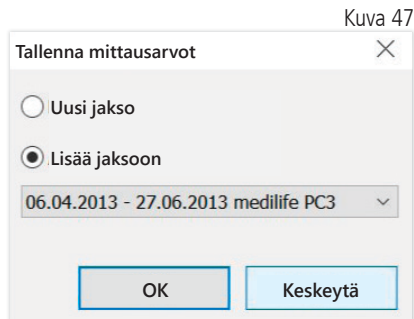 Kuva 47
Tallenna mittausarvot
Uusi jakso
Lisää jaksoon
06.04.2013 - 27.06.2013 medilife PC3
OK
Keskeytä